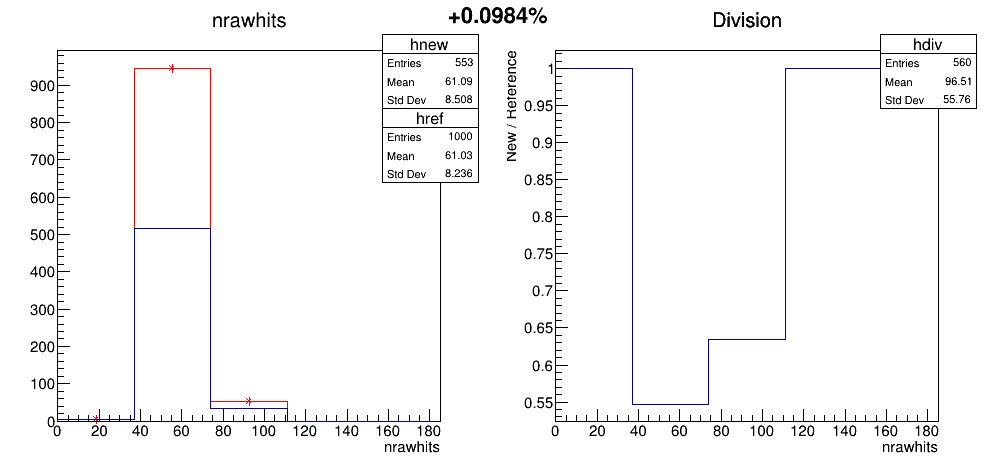 +0.0984%
nrawhits
hnew
Entries 553
Mean 61.09
Std Dev 8.508
href
Entries 1000
Mean 61.03
Std Dev 8.236
900
800
700
600
500
400
300
200
100
0
0 20 40 60 80 100 120 140 160 180
nrawhits
Division
hdiv
Entries 560
Mean 96.51
Std Dev 55.76
New / Reference
1
0.95
0.9
0.85
0.8
0.75
0.7
0.65
0.6
0.55
0 20 40 60 80 100 120 140 160 180
nrawhits